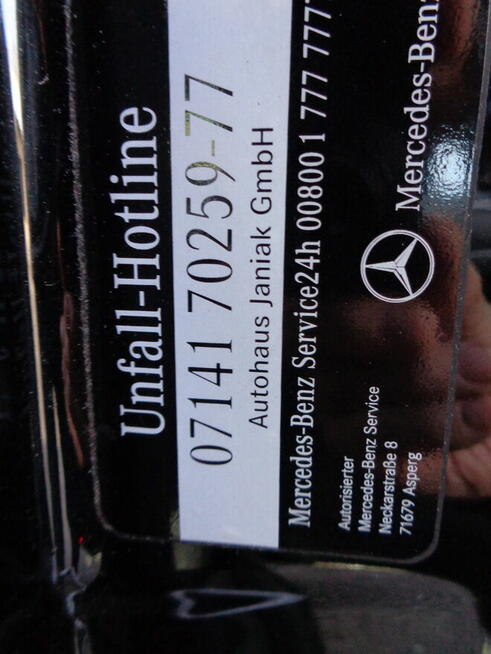 Unfall-Hotline
07141 70259-77
Autohaus Janiak GmbH
Mercedes-Benz Service24h 00800 1 777 7777
Mercedes-Benz
Autorisierter
Mercedes-Benz Service
Neckarstraße 8
71679 Asperg